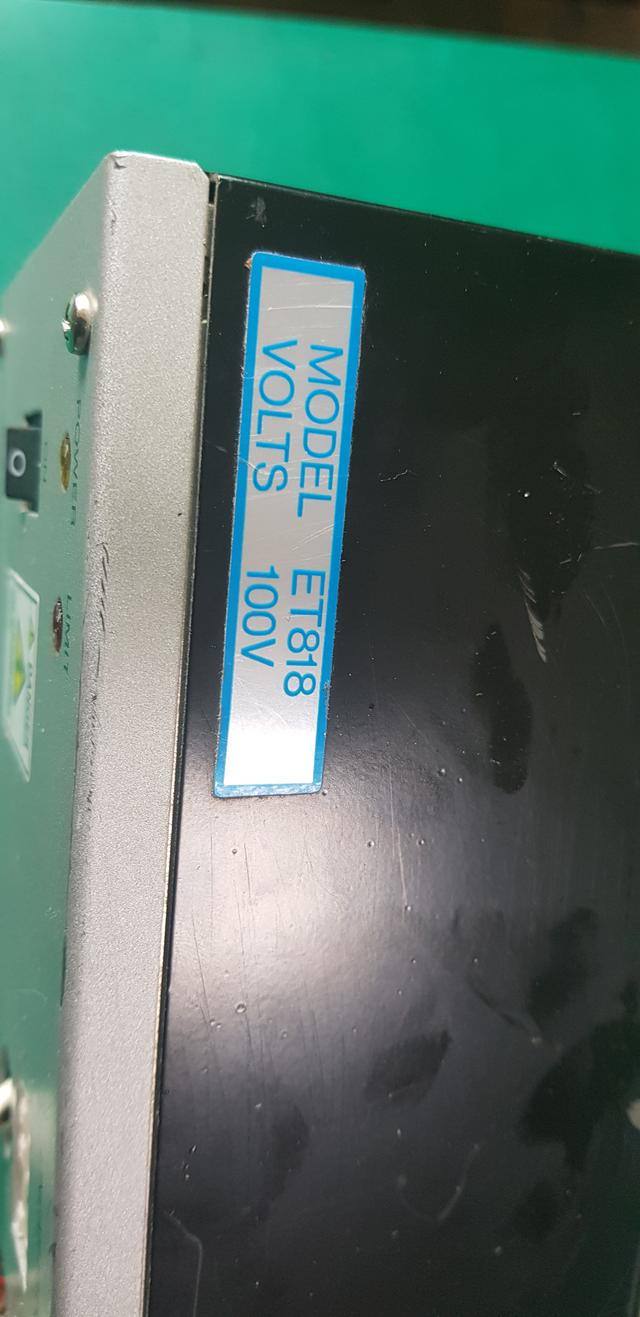 MODEL ET818
VOLTS 100V
POWER
LIMIT